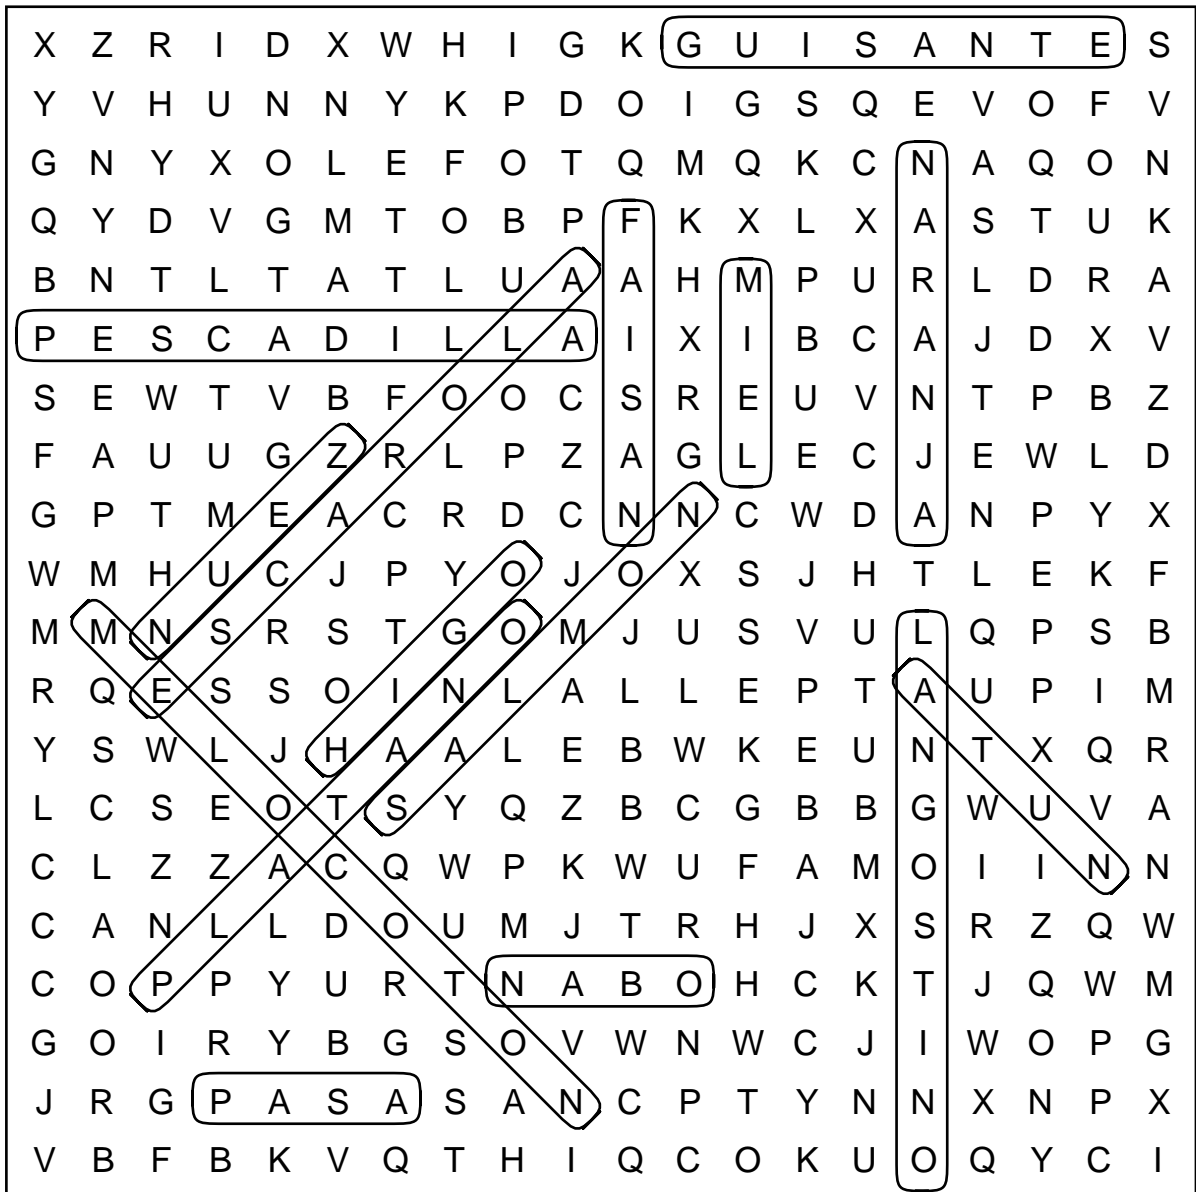 X Z R I D X W H I G K G U I S A N T E S
Y V H U N N Y K P D O I G S Q E V O F V
G N Y X O L E F O T Q M Q K C N A Q O N
Q Y D V G M T O B P F K X L X A S T U K
B N T L T A T L U A A H M P U R L D R A
P E S C A D I L L A I X I B C A J D X V
S E W T V B F O O C S R E U V N T P B Z
F A U U G Z R L P Z A G L E C J E W L D
G P T M E A C R D C N N C W D A N P Y X
W M H U C J P Y O J O X S J H T L E K F
M M N S R S T G O M J U S V U L Q P S B
R Q E S S O I N L A L L E P T A U P I M
Y S W L J H A A L E B W K E U N T X Q R
L C S E O T S Y Q Z B C G B B G W U V A
C L Z Z A C Q W P K W U F A M O I I N N
C A N L L D O U M J T R H J X S R Z Q W
C O P P Y U R T N A B O H C K T J Q W M
G O I R Y B G S O V W N W C J I W O P G
J R G P A S A S A N C P T Y N N X N P X
V B F B K V Q T H I Q C O K U O Q Y C I